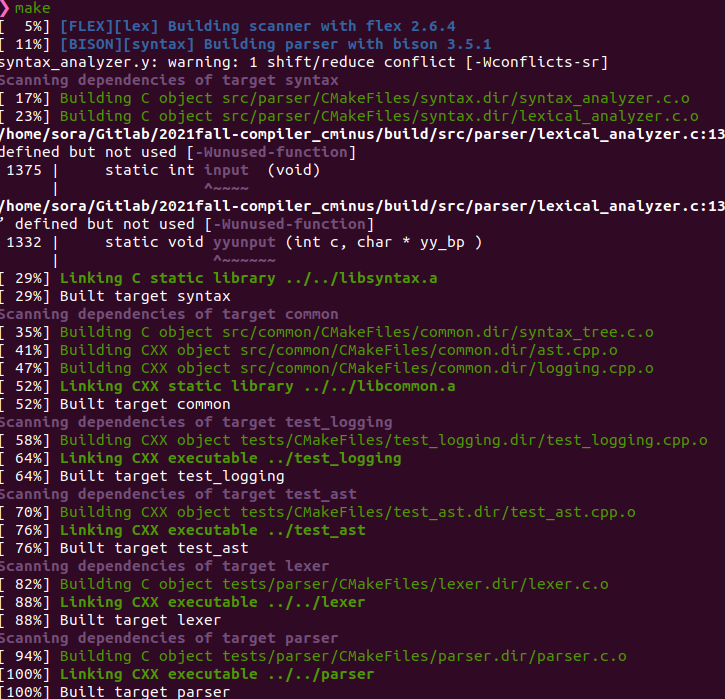 ❯ make
[  5%] [FLEX][lex] Building scanner with flex 2.6.4
[ 11%] [BISON][syntax] Building parser with bison 3.5.1
syntax_analyzer.y: warning: 1 shift/reduce conflict [-Wconflicts-sr]
Scanning dependencies of target syntax
[ 17%] Building C object src/parser/CMakeFiles/syntax.dir/syntax_analyzer.c.o
[ 23%] Building C object src/parser/CMakeFiles/syntax.dir/lexical_analyzer.c.o
/home/sora/Gitlab/2021fall-compiler_cminus/build/src/parser/lexical_analyzer.c:13
defined but not used [-Wunused-function]
 1375 |     static int input  (void)
      |                ^~~~~
/home/sora/Gitlab/2021fall-compiler_cminus/build/src/parser/lexical_analyzer.c:13
’ defined but not used [-Wunused-function]
 1332 |     static void yyunput (int c, char * yy_bp )
      |                 ^~~~~~~
[ 29%] Linking C static library ../../libsyntax.a
[ 29%] Built target syntax
Scanning dependencies of target common
[ 35%] Building C object src/common/CMakeFiles/common.dir/syntax_tree.c.o
[ 41%] Building CXX object src/common/CMakeFiles/common.dir/ast.cpp.o
[ 47%] Building CXX object src/common/CMakeFiles/common.dir/logging.cpp.o
[ 52%] Linking CXX static library ../../libcommon.a
[ 52%] Built target common
Scanning dependencies of target test_logging
[ 58%] Building CXX object tests/CMakeFiles/test_logging.dir/test_logging.cpp.o
[ 64%] Linking CXX executable ../test_logging
[ 64%] Built target test_logging
Scanning dependencies of target test_ast
[ 70%] Building CXX object tests/CMakeFiles/test_ast.dir/test_ast.cpp.o
[ 76%] Linking CXX executable ../test_ast
[ 76%] Built target test_ast
Scanning dependencies of target lexer
[ 82%] Building C object tests/parser/CMakeFiles/lexer.dir/lexer.c.o
[ 88%] Linking CXX executable ../../lexer
[ 88%] Built target lexer
Scanning dependencies of target parser
[ 94%] Building C object tests/parser/CMakeFiles/parser.dir/parser.c.o
[100%] Linking CXX executable ../../parser
[100%] Built target parser